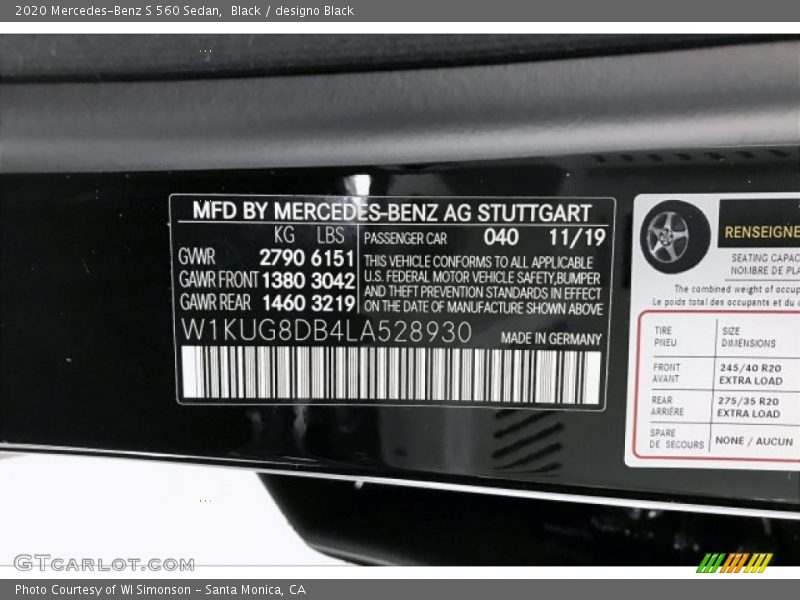 2020 Mercedes-Benz S 560 Sedan, Black / designo Black
MFD BY MERCEDES-BENZ AG STUTTGART
KG LBS
GVWR 2790 6151
GAWR FRONT 1380 3042
GAWR REAR 1460 3219
PASSENGER CAR 040 11/19
THIS VEHICLE CONFORMS TO ALL APPLICABLE
U.S. FEDERAL MOTOR VEHICLE SAFETY,BUMPER
AND THEFT PREVENTION STANDARDS IN EFFECT
ON THE DATE OF MANUFACTURE SHOWN ABOVE
W1KUG8DB4LA528930 MADE IN GERMANY
SEATING
NOMBRE DE
The combined weight of
Le poids total des occupants et du
TIRE SIZE
PNEU DIMENSIONS
FRONT 245/40 R20
AVANT EXTRA LOAD
REAR 275/35 R20
ARRIÈRE EXTRA LOAD
SPARE NONE / AUCUN
DE SECOURS
GTcarlot.com
Photo Courtesy of WI Simonson - Santa Monica, CA